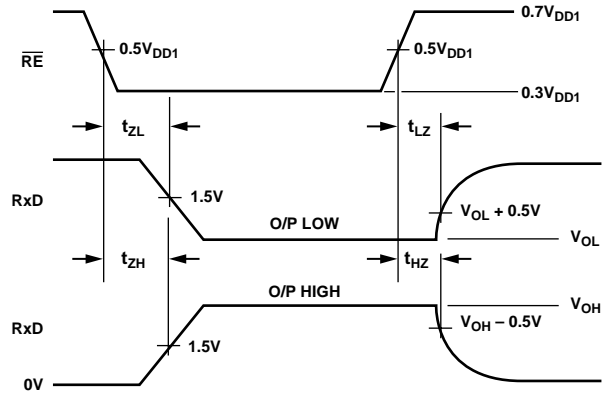 0.7VDD1
RE
0.5VDD1
0.5VDD1
0.3VDD1
tZL
tLZ
RxD
1.5V
VOL + 0.5V
O/P LOW
VOL
tZH
tHZ
O/P HIGH
VOH
RxD
1.5V
VOH – 0.5V
0V